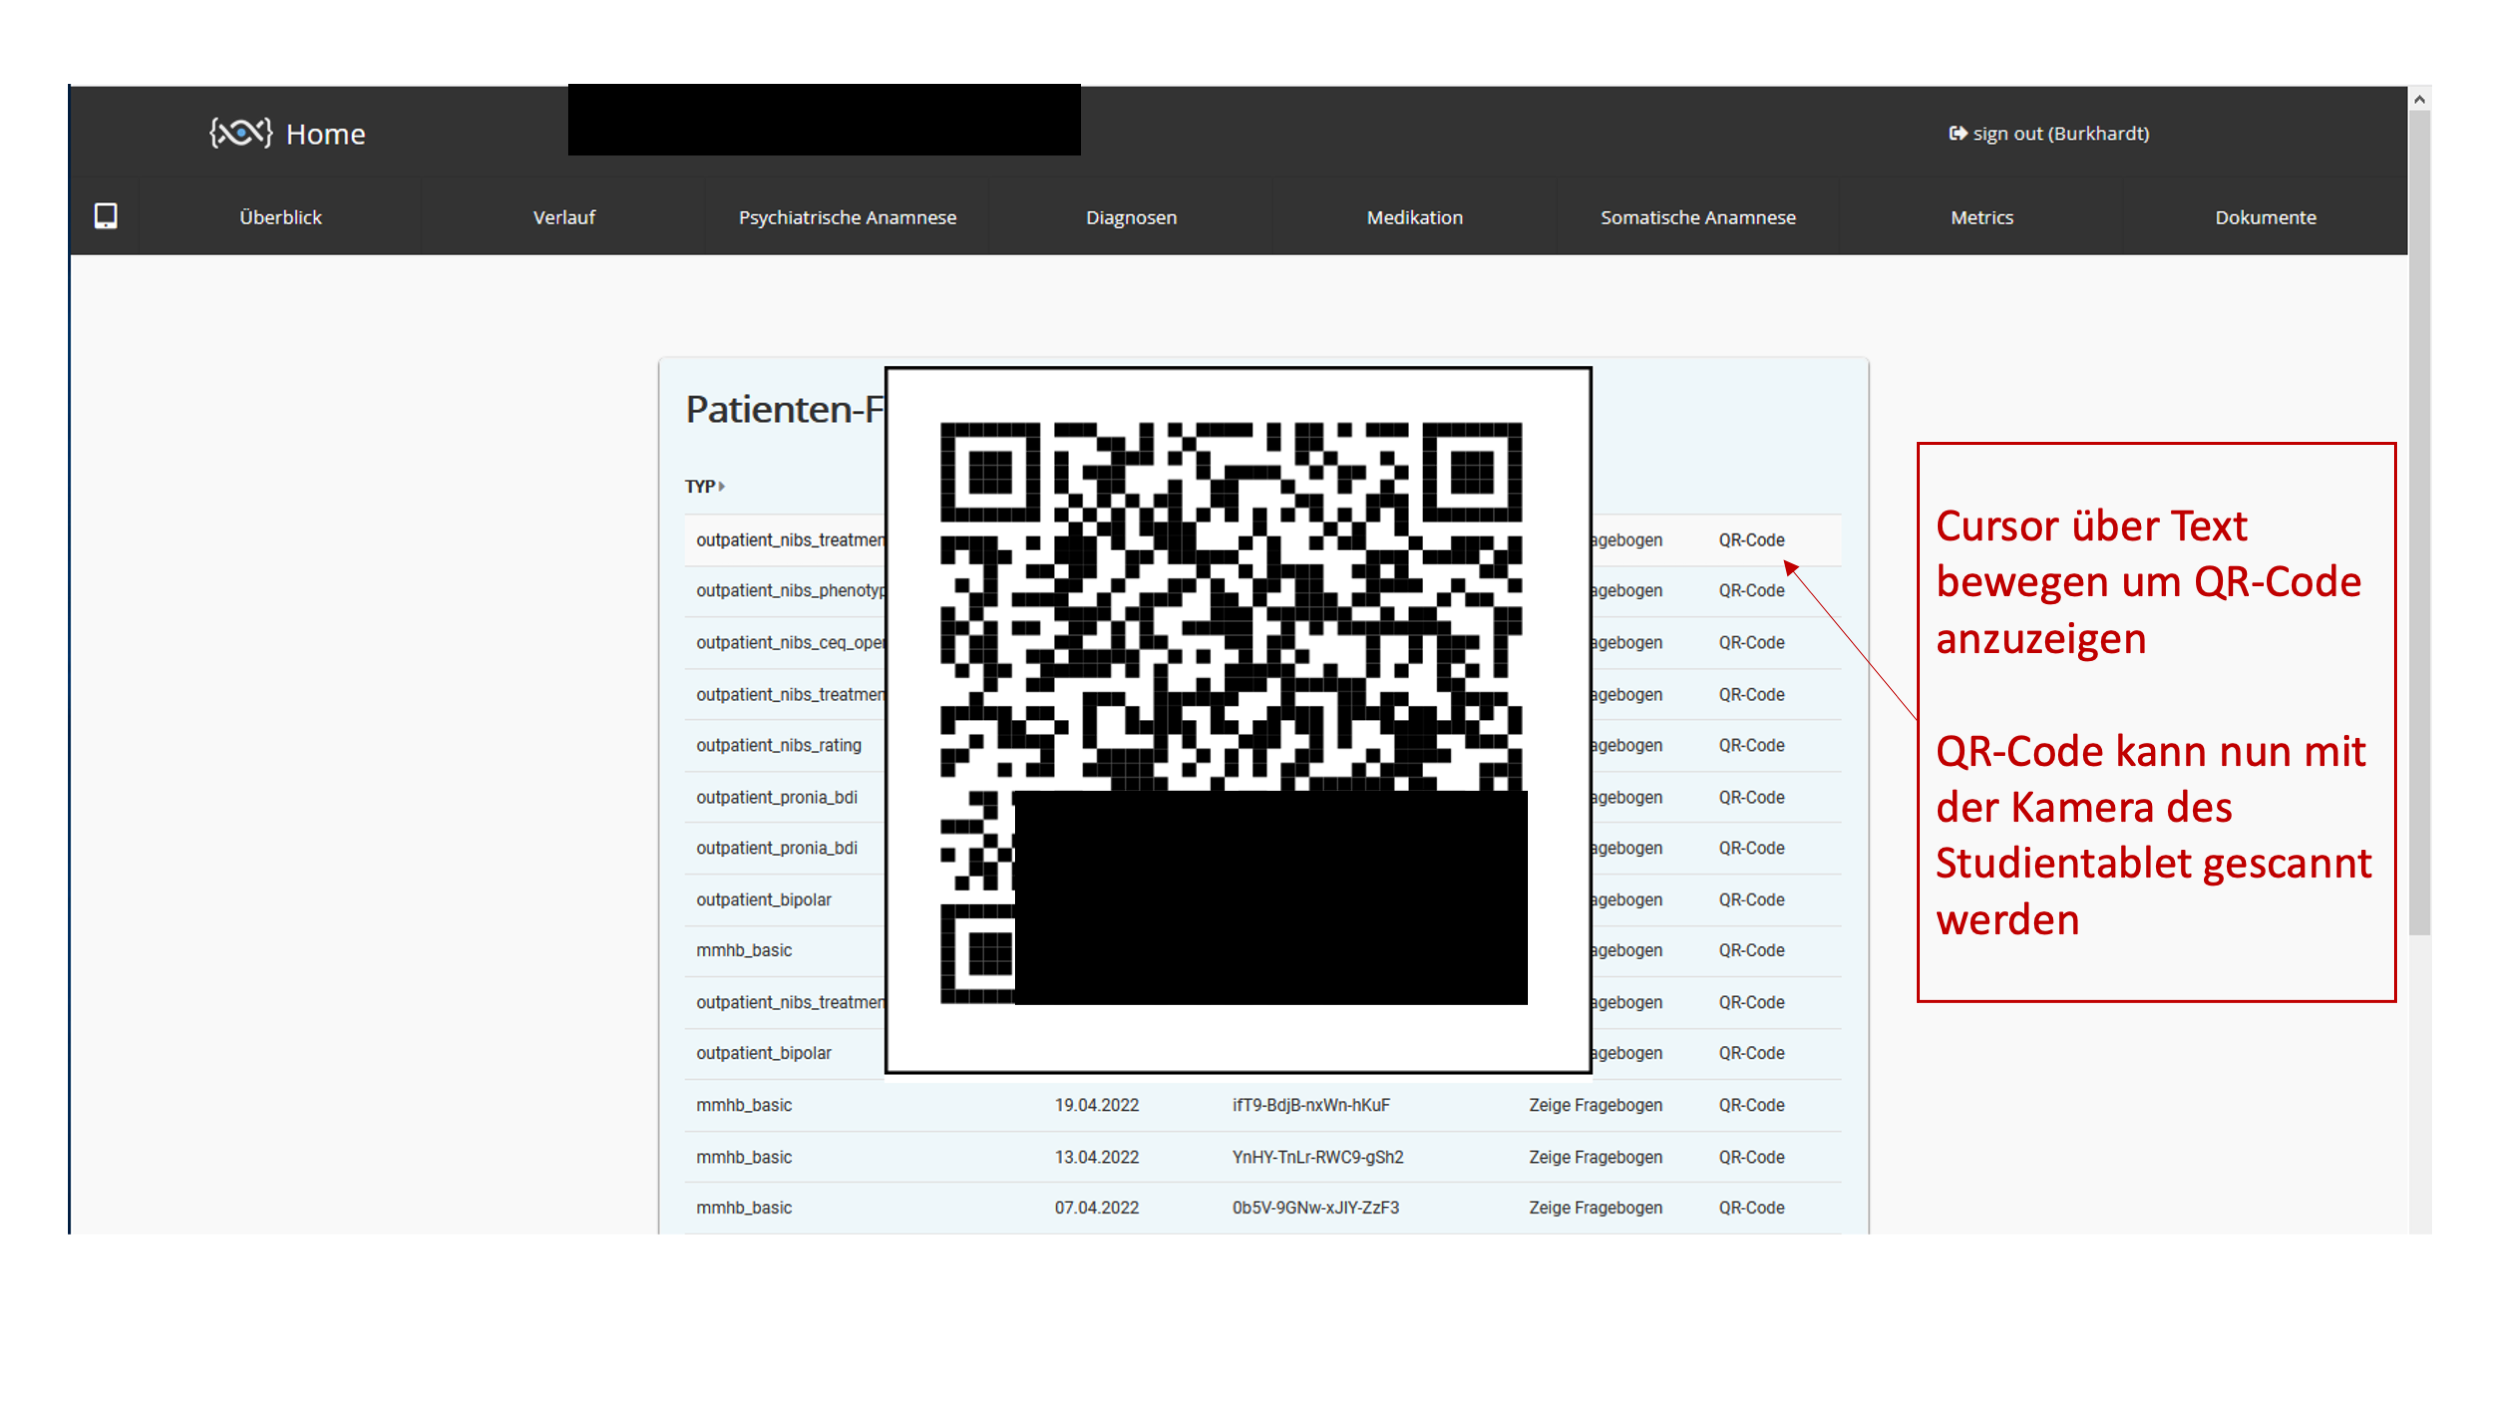 Home
sign out (Burkhardt)
Überblick Verlauf Psychiatrische Anamnese Diagnosen Medikation Somatische Anamnese Metrics Dokumente
Patienten-F
TYP
outpatient_nibs_treatmen agebogen QR-Code
outpatient_nibs_phenotyp agebogen QR-Code
outpatient_nibs_ceq_oper agebogen QR-Code
outpatient_nibs_treatmen agebogen QR-Code
outpatient_nibs_rating agebogen QR-Code
outpatient_pronia_bdi agebogen QR-Code
outpatient_pronia_bdi agebogen QR-Code
outpatient_bipolar agebogen QR-Code
mmhb_basic agebogen QR-Code
outpatient_nibs_treatmen agebogen QR-Code
outpatient_bipolar agebogen QR-Code
mmhb_basic 19.04.2022 ifT9-BdjB-nxWn-hKuF Zeige Fragebogen QR-Code
mmhb_basic 13.04.2022 YnHY-TnLr-RWC9-gSh2 Zeige Fragebogen QR-Code
mmhb_basic 07.04.2022 0b5V-9GNw-xJIY-ZzF3 Zeige Fragebogen QR-Code
Cursor über Text
bewegen um QR-Code
anzuzeigen
QR-Code kann nun mit
der Kamera des
Studientablet gescannt
werden